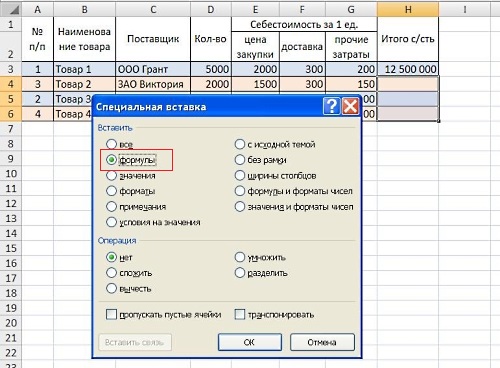 A B C D E F G H
1 № Наименова Поставщик Кол-во Себестоимость за 1 ед. Итого с/сть
2 п/п ние товара цена закупки доставка прочие затраты
3 1 Товар 1 ООО Грант 5000 2000 300 200 12 500 000
4 3 Товар 2 ЗАО Виктория 2000 1500 300 150
5 2 Товар 3
6 4 Товар 4
7
8
9
10
11
12
13
14
15
16
17
18
19
20
21
22
23
Специальная вставка
Вставить
все с исходной темой
формулы без рамки
значения ширины столбцов
форматы формулы и форматы чисел
примечания значения и форматы чисел
условия на значения
Операция
нет умножить
сложить разделить
вычесть
пропускать пустые ячейки транспонировать
Вставить связь ОК Отмена